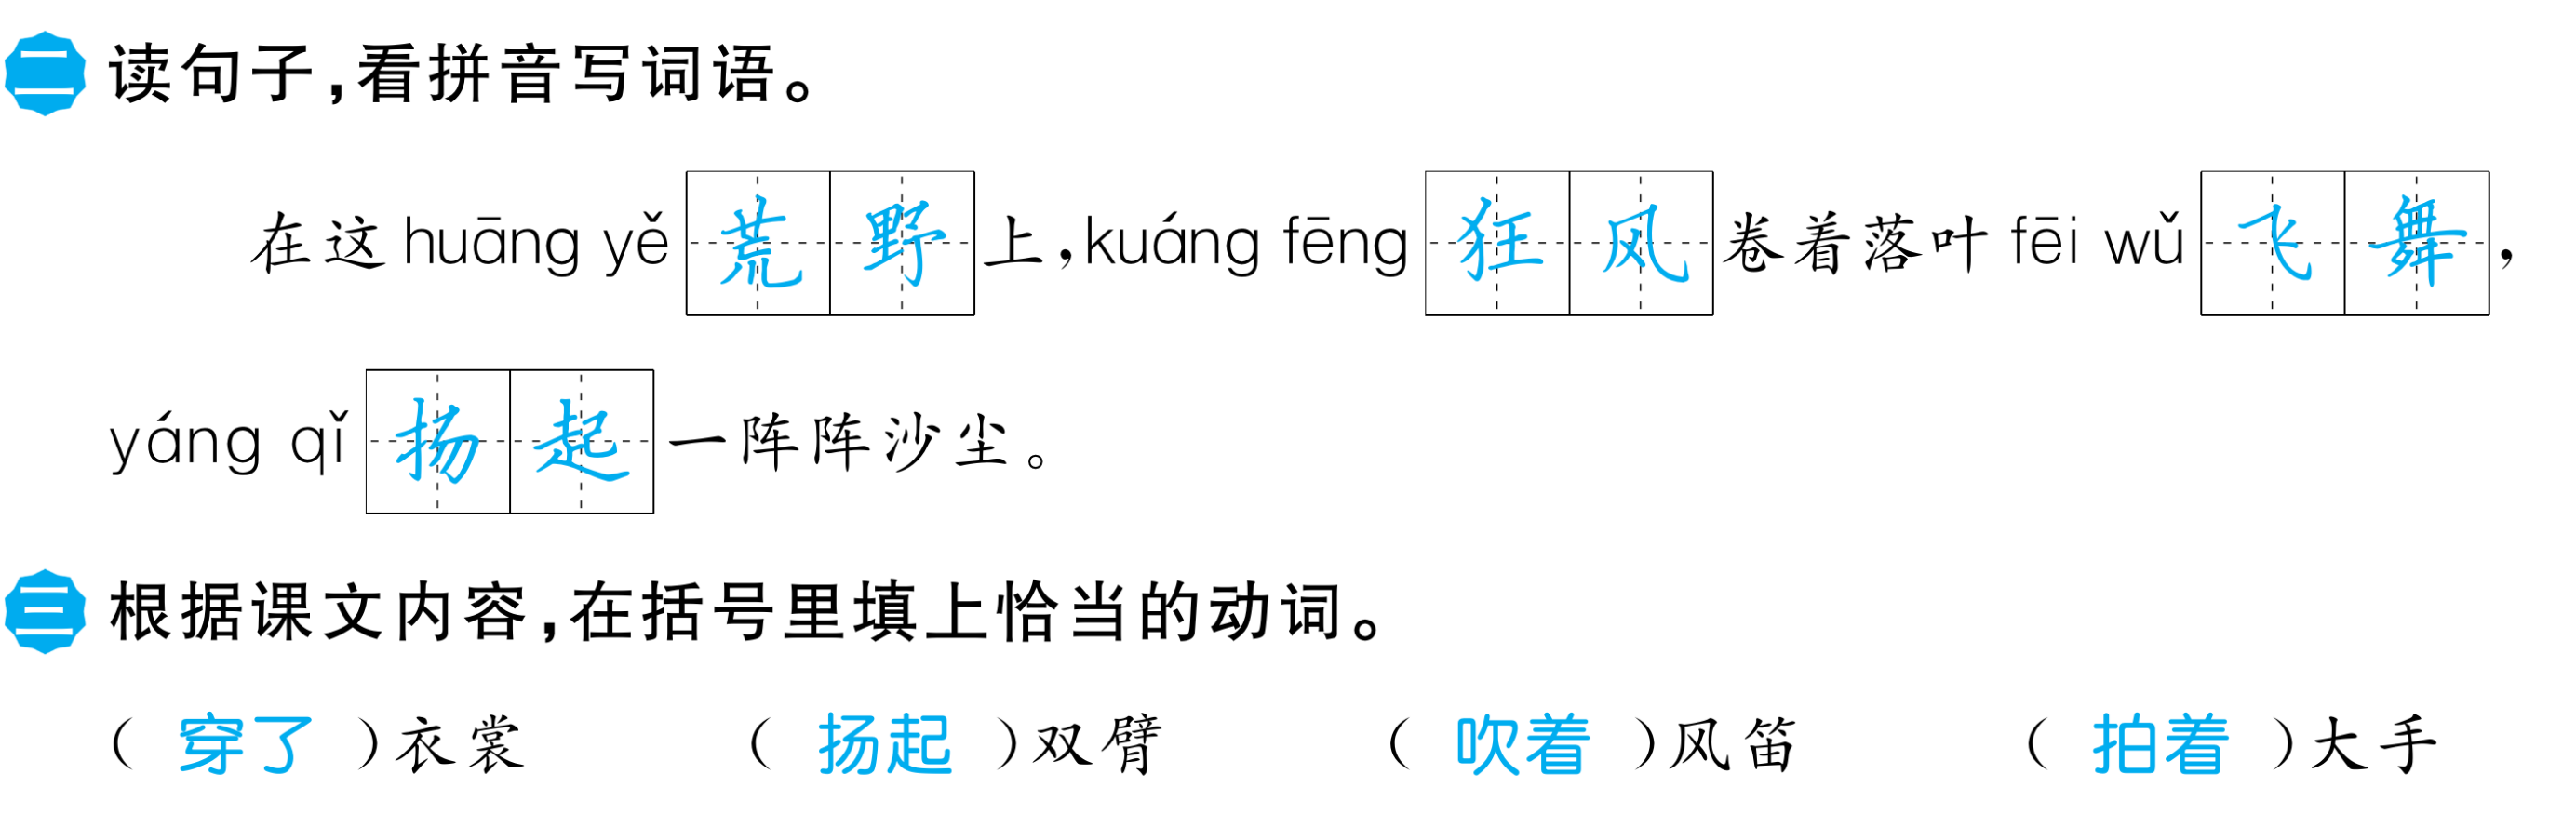 二 读句子,看拼音写词语。
在这 huāng yě 荒野 上,kuáng fēng 狂风 卷着落叶 fēi wǔ 飞舞,
yáng qǐ 扬起 一阵阵沙尘。
三 根据课文内容,在括号里填上恰当的动词。
( 穿了 )衣裳 ( 扬起 )双臂 ( 吹着 )风笛 ( 拍着 )大手